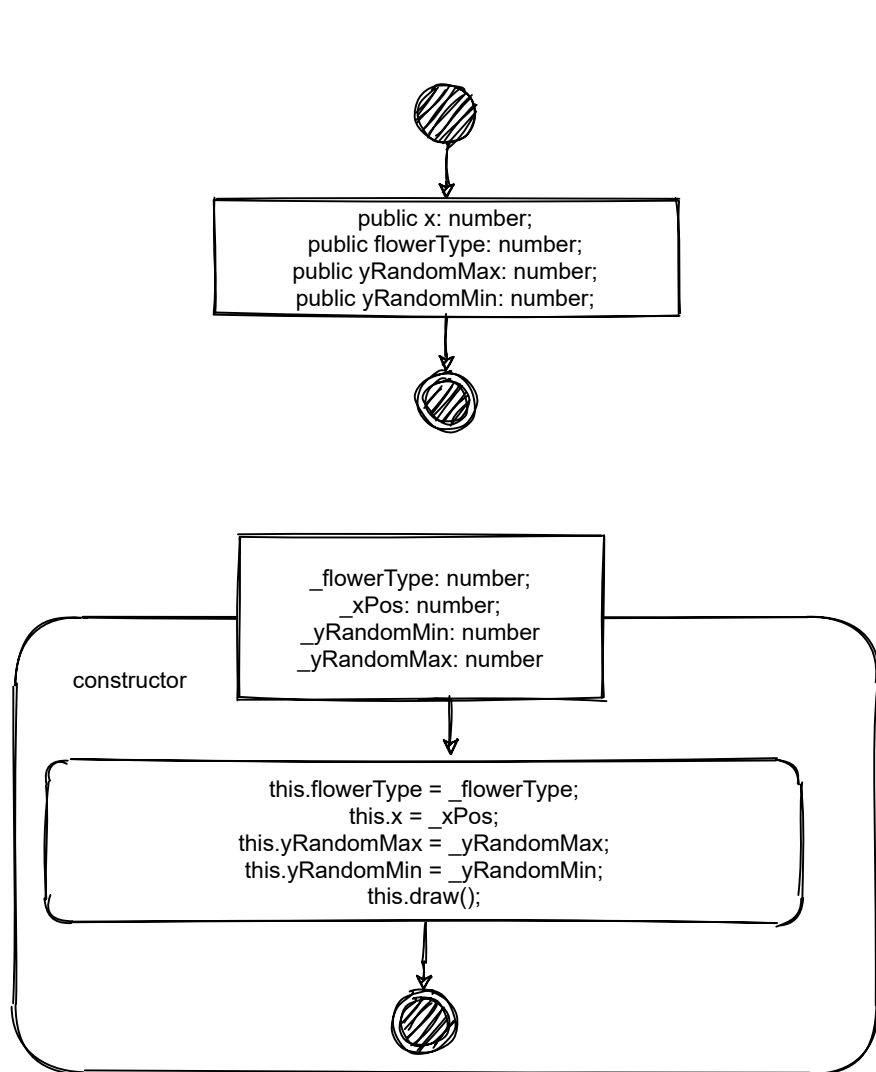 public x: number;
public flowerType: number;
public yRandomMax: number;
public yRandomMin: number;
_flowerType: number;
_xPos: number;
_yRandomMin: number
_yRandomMax: number
constructor
this.flowerType = _flowerType;
this.x = _xPos;
this.yRandomMax = _yRandomMax;
this.yRandomMin = _yRandomMin;
this.draw();